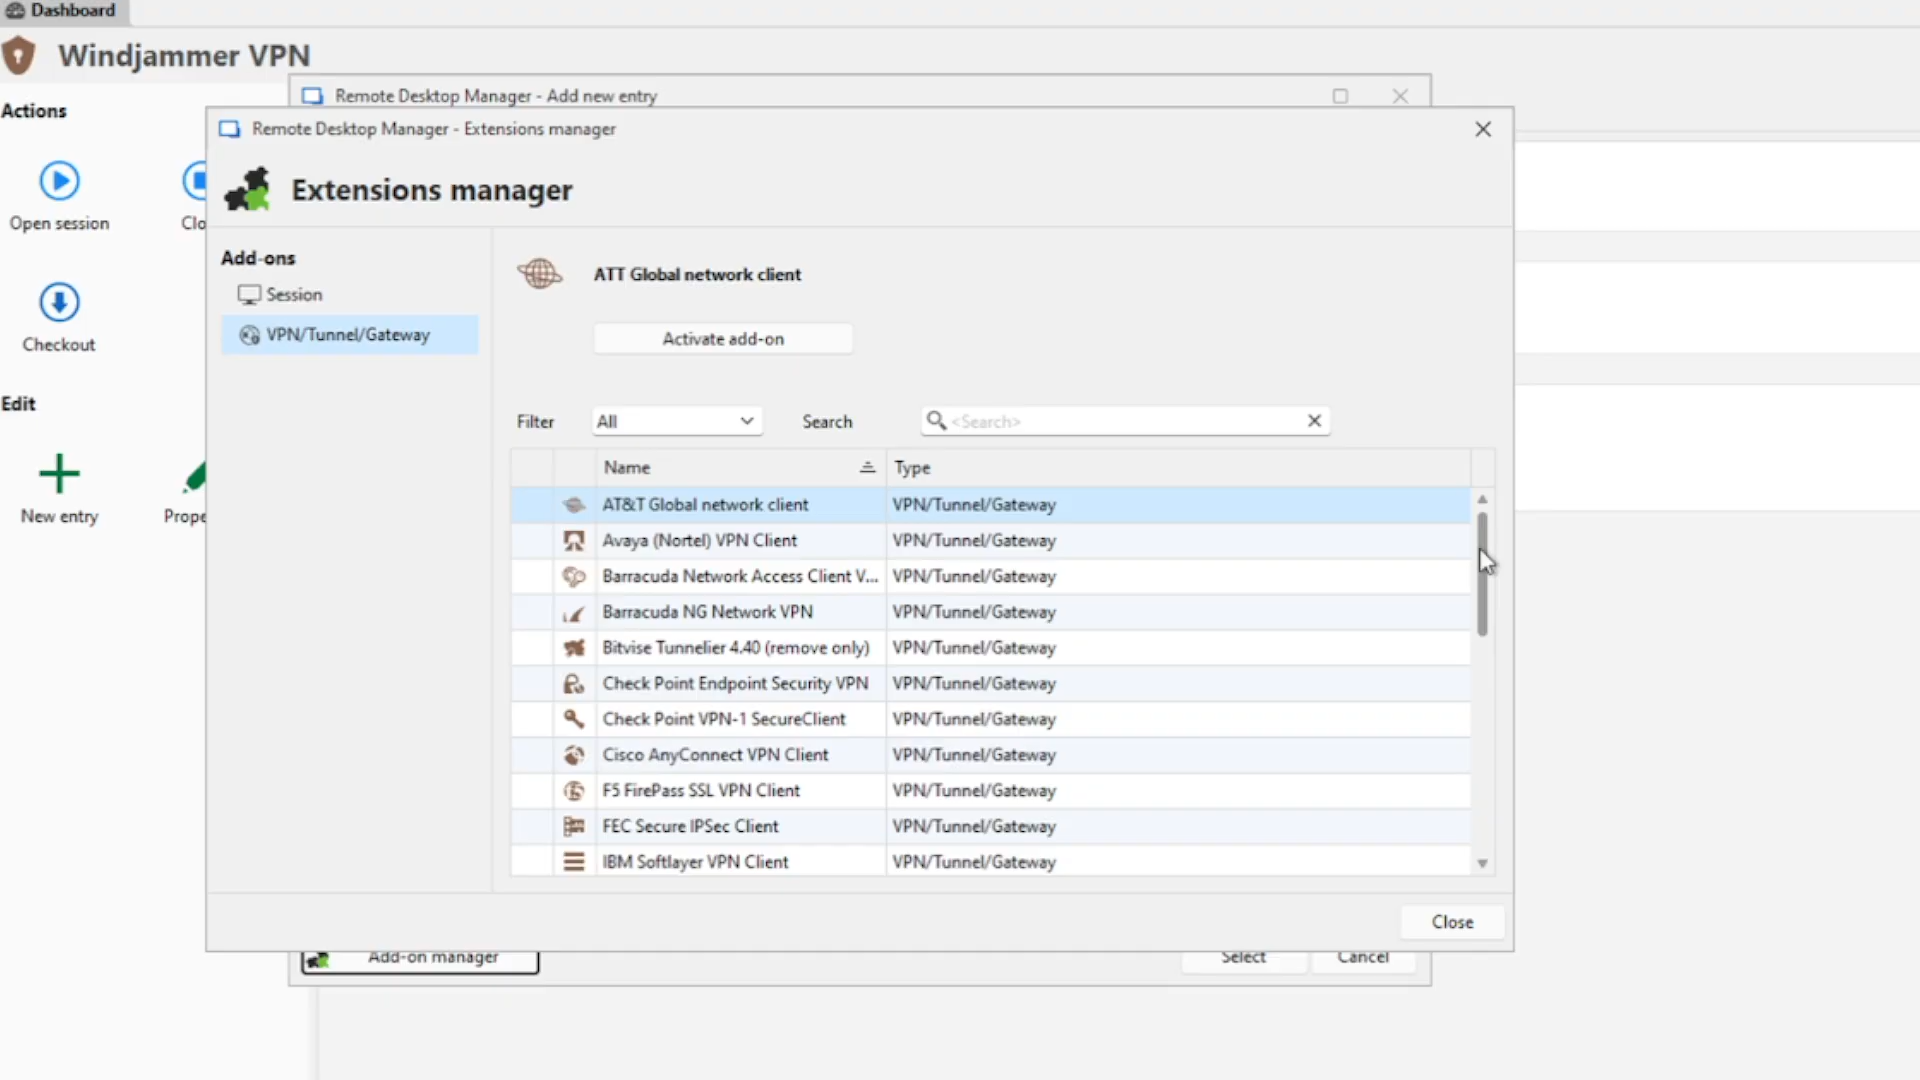 Dashboard
Windjammer VPN
Actions
Open session
Clo
Checkout
Edit
New entry
Prope
Remote Desktop Manager - Add new entry
Remote Desktop Manager - Extensions manager
Extensions manager
Add-ons
Session
VPN/Tunnel/Gateway
ATT Global network client
Activate add-on
Filter All Search <Search>
Name Type
AT&T Global network client VPN/Tunnel/Gateway
Avaya (Nortel) VPN Client VPN/Tunnel/Gateway
Barracuda Network Access Client V... VPN/Tunnel/Gateway
Barracuda NG Network VPN VPN/Tunnel/Gateway
Bitvise Tunnelier 4.40 (remove only) VPN/Tunnel/Gateway
Check Point Endpoint Security VPN VPN/Tunnel/Gateway
Check Point VPN-1 SecureClient VPN/Tunnel/Gateway
Cisco AnyConnect VPN Client VPN/Tunnel/Gateway
F5 FirePass SSL VPN Client VPN/Tunnel/Gateway
FEC Secure IPSec Client VPN/Tunnel/Gateway
IBM Softlayer VPN Client VPN/Tunnel/Gateway
Close
Add-on manager Select Cancel